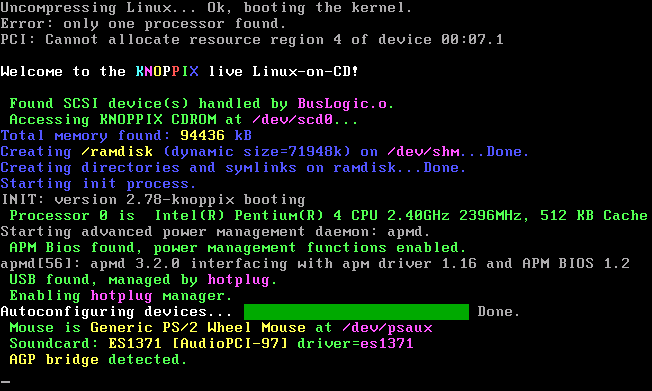 Uncompressing Linux... Ok, booting the kernel.
Error: only one processor found.
PCI: Cannot allocate resource region 4 of device 00:07.1
Welcome to the KNOPPIX live Linux-on-CD!
Found SCSI device(s) handled by BusLogic.o.
Accessing KNOPPIX CDROM at /dev/scd0...
Total memory found: 94436 kB
Creating /ramdisk (dynamic size=71948k) on /dev/shm...Done.
Creating directories and symlinks on ramdisk...Done.
Starting init process.
INIT: version 2.78-knoppix booting
Processor 0 is  Intel(R) Pentium(R) 4 CPU 2.40GHz 2396MHz, 512 KB Cache
Starting advanced power management daemon: apmd.
APM Bios found, power management functions enabled.
apmd[56]: apmd 3.2.0 interfacing with apm driver 1.16 and APM BIOS 1.2
USB found, managed by hotplug.
Enabling hotplug manager.
Autoconfiguring devices... Done.
Mouse is Generic PS/2 Wheel Mouse at /dev/psaux
Soundcard: ES1371 [AudioPCI-97] driver=es1371
AGP bridge detected.